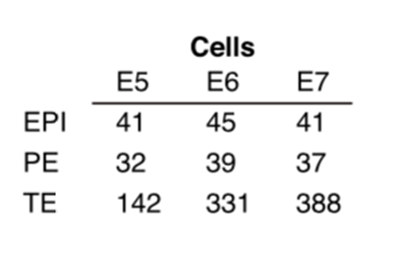 Cells
E5 E6 E7
EPI 41 45 41
PE 32 39 37
TE 142 331 388